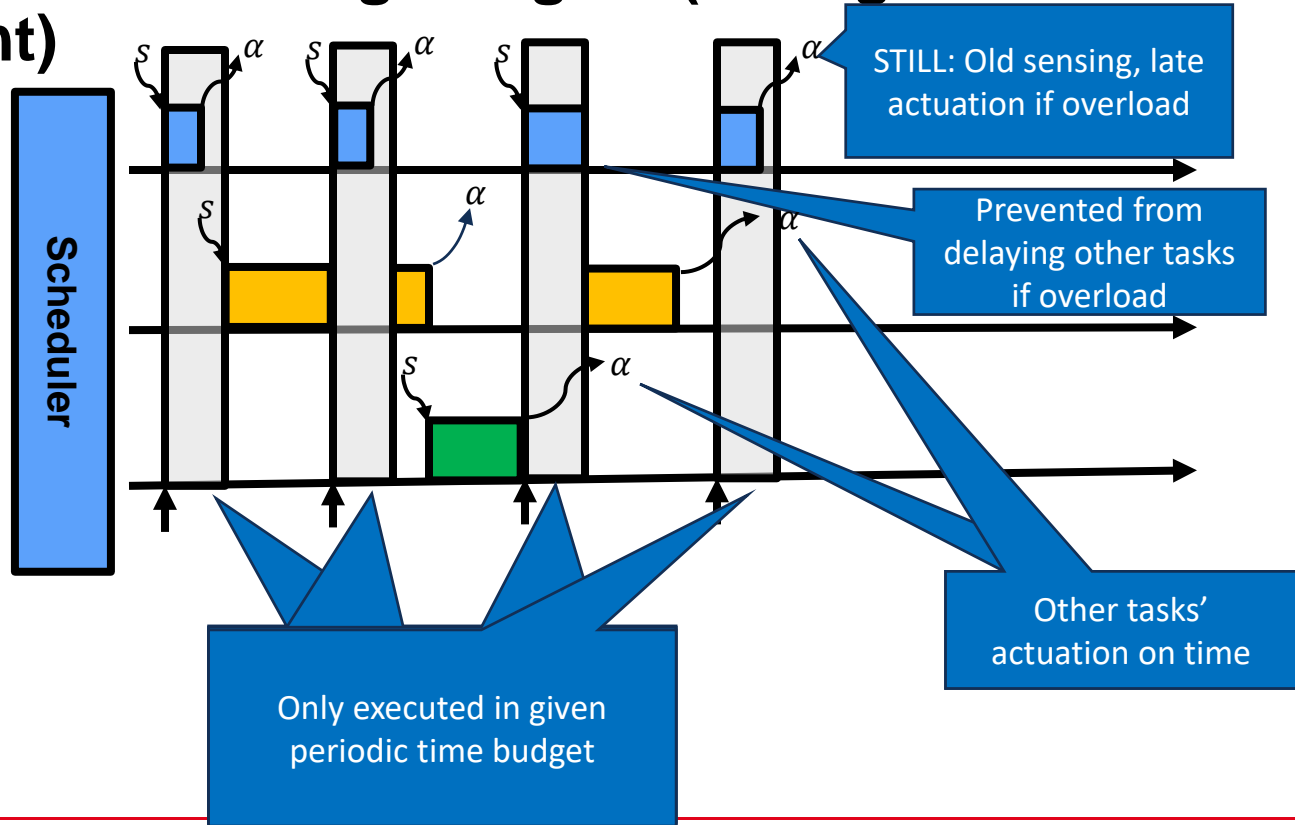 nt)
s
α
s
α
s
α
STILL: Old sensing, late
actuation if overload
Scheduler
s
α
α
Prevented from
delaying other tasks
if overload
s
α
Other tasks’
actuation on time
Only executed in given
periodic time budget